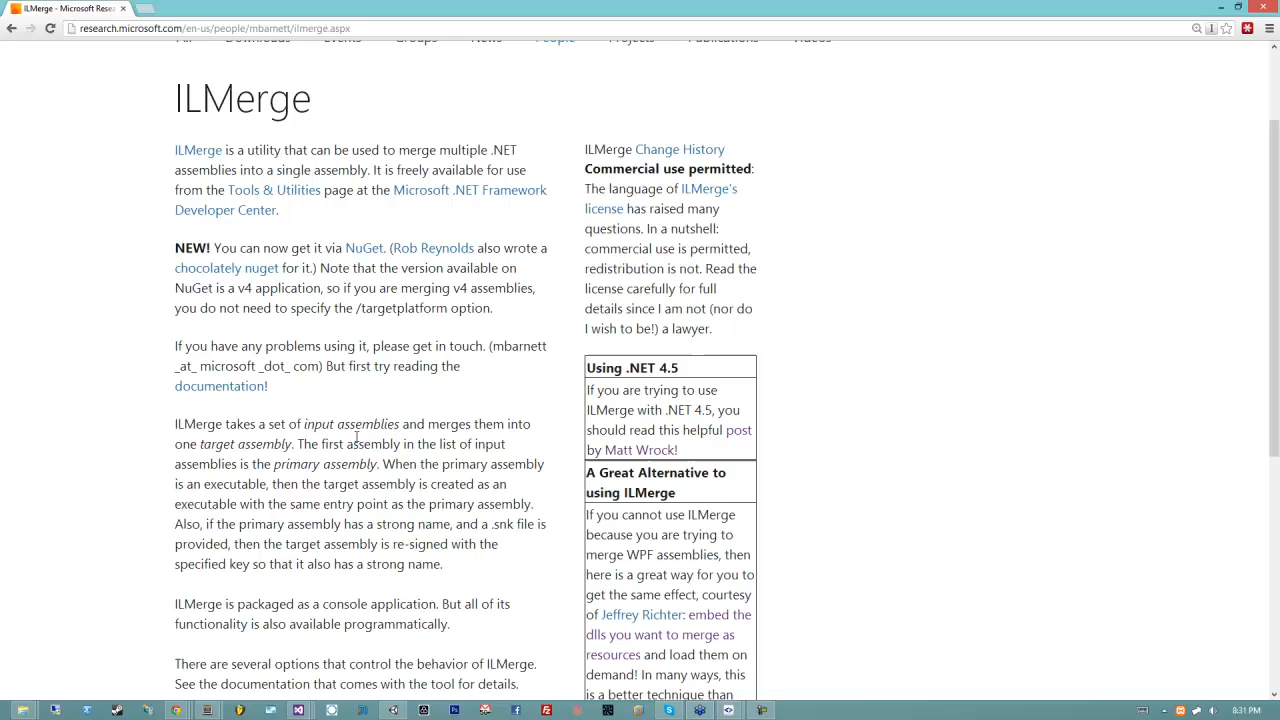 ILMerge - Microsoft Resea
research.microsoft.com/en-us/people/mbarnett/ilmerge.aspx
All Downloads Events Groups News People Projects Publications Videos
ILMerge
ILMerge is a utility that can be used to merge multiple .NET
assemblies into a single assembly. It is freely available for use
from the Tools & Utilities page at the Microsoft .NET Framework
Developer Center.
NEW! You can now get it via NuGet. (Rob Reynolds also wrote a
chocolately nuget for it.) Note that the version available on
NuGet is a v4 application, so if you are merging v4 assemblies,
you do not need to specify the /targetplatform option.
If you have any problems using it, please get in touch. (mbarnett
_at_ microsoft _dot_ com) But first try reading the
documentation!
ILMerge takes a set of input assemblies and merges them into
one target assembly. The first assembly in the list of input
assemblies is the primary assembly. When the primary assembly
is an executable, then the target assembly is created as an
executable with the same entry point as the primary assembly.
Also, if the primary assembly has a strong name, and a .snk file is
provided, then the target assembly is re-signed with the
specified key so that it also has a strong name.
ILMerge is packaged as a console application. But all of its
functionality is also available programmatically.
There are several options that control the behavior of ILMerge.
See the documentation that comes with the tool for details.
ILMerge Change History
Commercial use permitted:
The language of ILMerge's
license has raised many
questions. In a nutshell:
commercial use is permitted,
redistribution is not. Read the
license carefully for full
details since I am not (nor do
I wish to be!) a lawyer.
Using .NET 4.5
If you are trying to use
ILMerge with .NET 4.5, you
should read this helpful post
by Matt Wrock!
A Great Alternative to
using ILMerge
If you cannot use ILMerge
because you are trying to
merge WPF assemblies, then
here is a great way for you to
get the same effect, courtesy
of Jeffrey Richter: embed the
dlls you want to merge as
resources and load them on
demand! In many ways, this
is a better technique than
8:31 PM